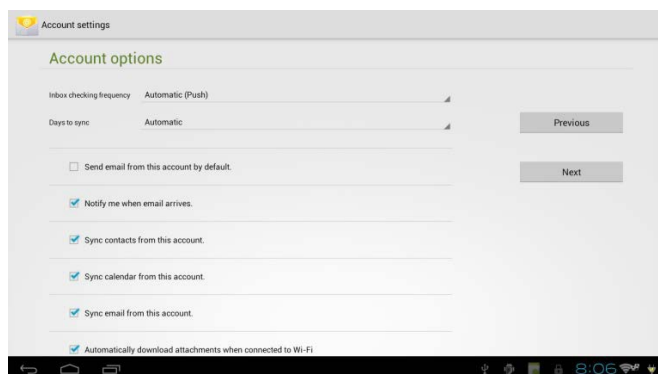 Account settings
Account options
Inbox checking frequency Automatic (Push)
Days to sync Automatic
Previous
Send email from this account by default.
Next
Notify me when email arrives.
Sync contacts from this account.
Sync calendar from this account.
Sync email from this account.
Automatically download attachments when connected to Wi-Fi
8:06